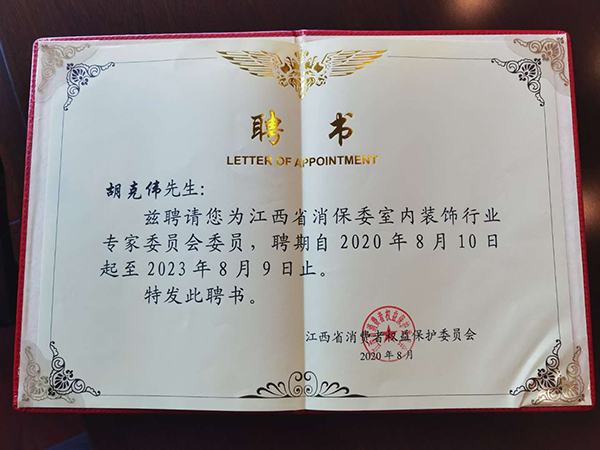 聘 书
LETTER OF APPOINTMENT
胡克伟先生：
兹聘请您为江西省消保委室内装饰行业
专家委员会委员，聘期自2020年8月10日
起至2023年8月9日止。
特发此聘书。
江西省消费者权益保护委员会
2020年8月